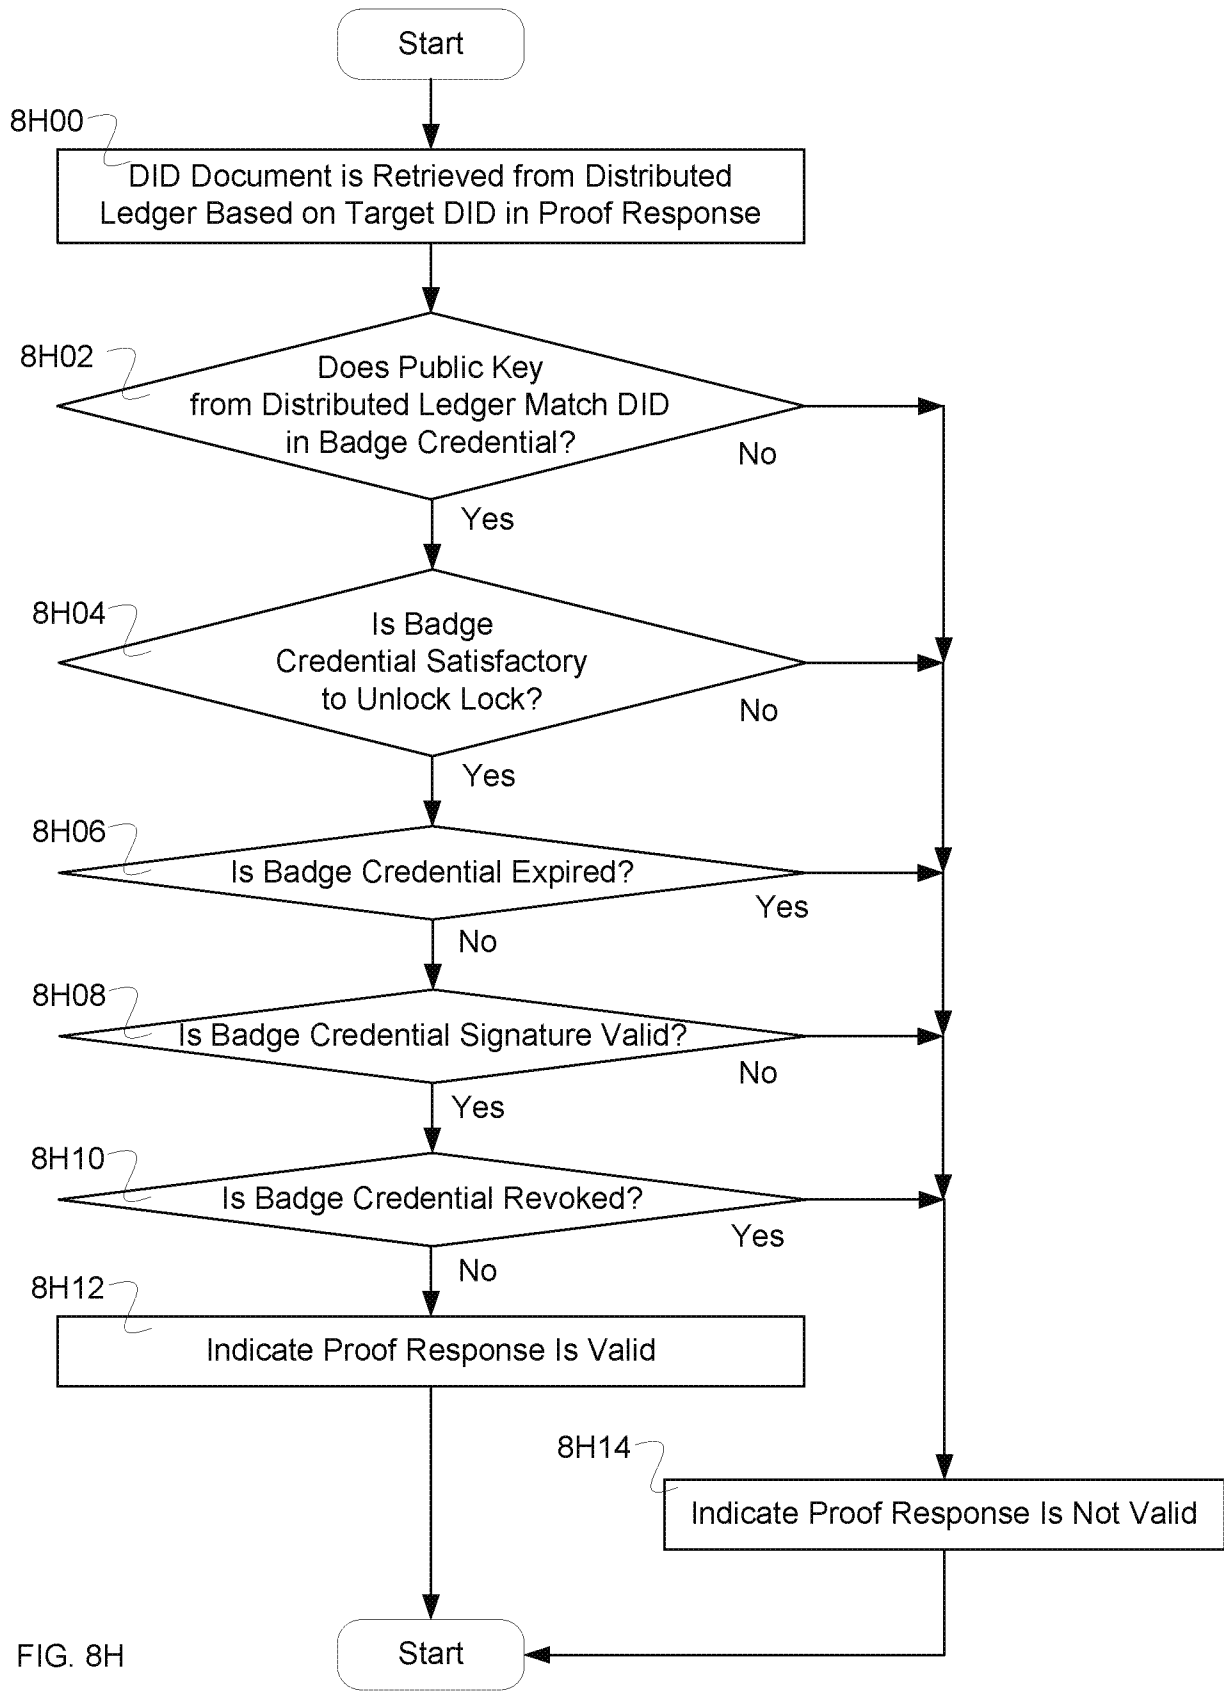 Start
8H00
DID Document is Retrieved from Distributed
Ledger Based on Target DID in Proof Response
8H02
Does Public Key
from Distributed Ledger Match DID
in Badge Credential?
No
Yes
8H04
Is Badge
Credential Satisfactory
to Unlock Lock?
No
Yes
8H06
Is Badge Credential Expired?
Yes
No
8H08
Is Badge Credential Signature Valid?
No
Yes
8H10
Is Badge Credential Revoked?
Yes
No
8H12
Indicate Proof Response Is Valid
8H14
Indicate Proof Response Is Not Valid
Start
FIG. 8H